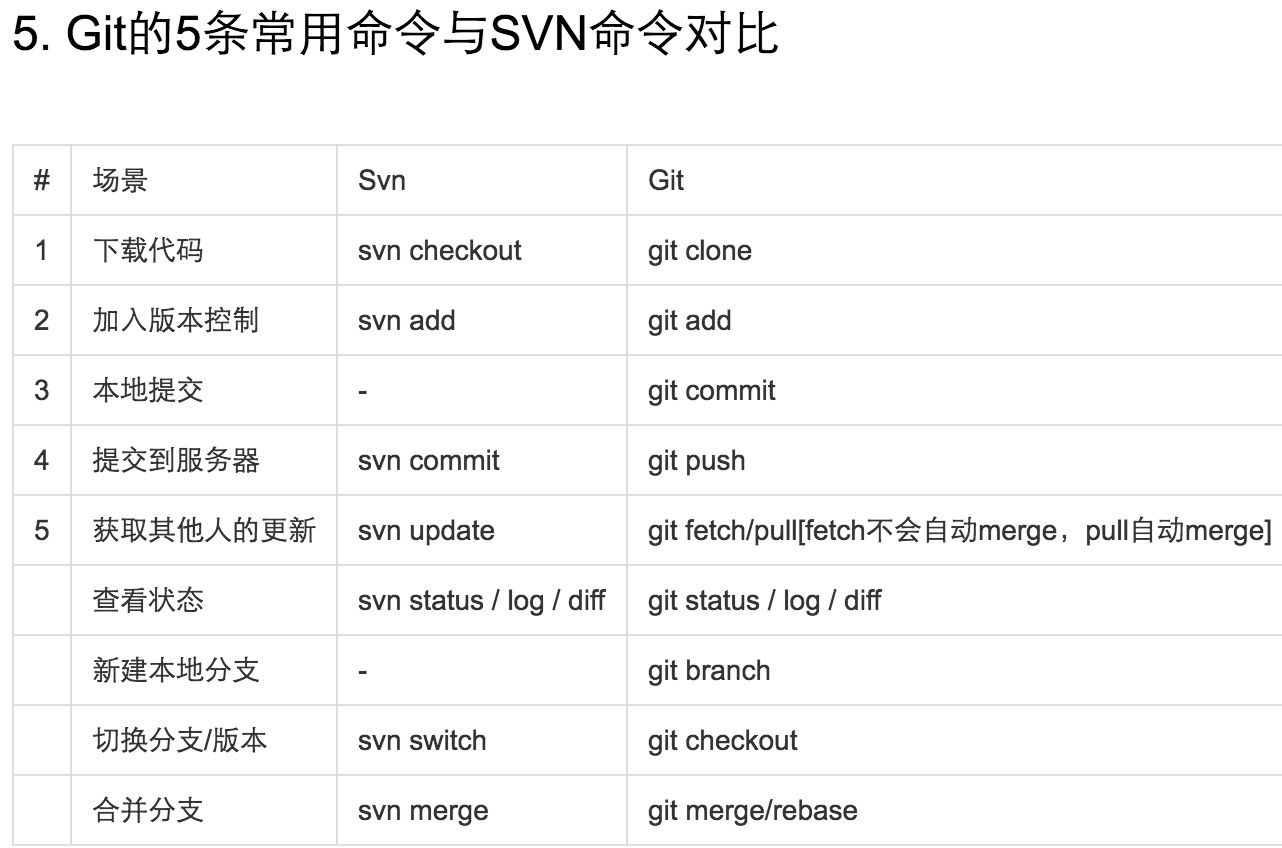 5. Git的5条常用命令与SVN命令对比
# 场景 Svn Git
1 下载代码 svn checkout git clone
2 加入版本控制 svn add git add
3 本地提交 - git commit
4 提交到服务器 svn commit git push
5 获取其他人的更新 svn update git fetch/pull[fetch不会自动merge，pull自动merge]
查看状态 svn status / log / diff git status / log / diff
新建本地分支 - git branch
切换分支/版本 svn switch git checkout
合并分支 svn merge git merge/rebase